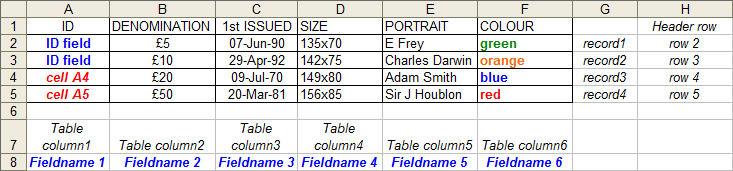 A B C D E F G H
1 ID DENOMINATION 1st ISSUED SIZE PORTRAIT COLOUR Header row
2 ID field £5 07-Jun-90 135x70 E Frey green record1 row 2
3 ID field £10 29-Apr-92 142x75 Charles Darwin orange record2 row 3
4 cell A4 £20 09-Jul-70 149x80 Adam Smith blue record3 row 4
5 cell A5 £50 20-Mar-81 156x85 Sir J Houblon red record4 row 5
6
Table Table Table
7 column1 Table column2 column3 column4 Table column5 Table column6
8 Fieldname 1 Fieldname 2 Fieldname 3 Fieldname 4 Fieldname 5 Fieldname 6